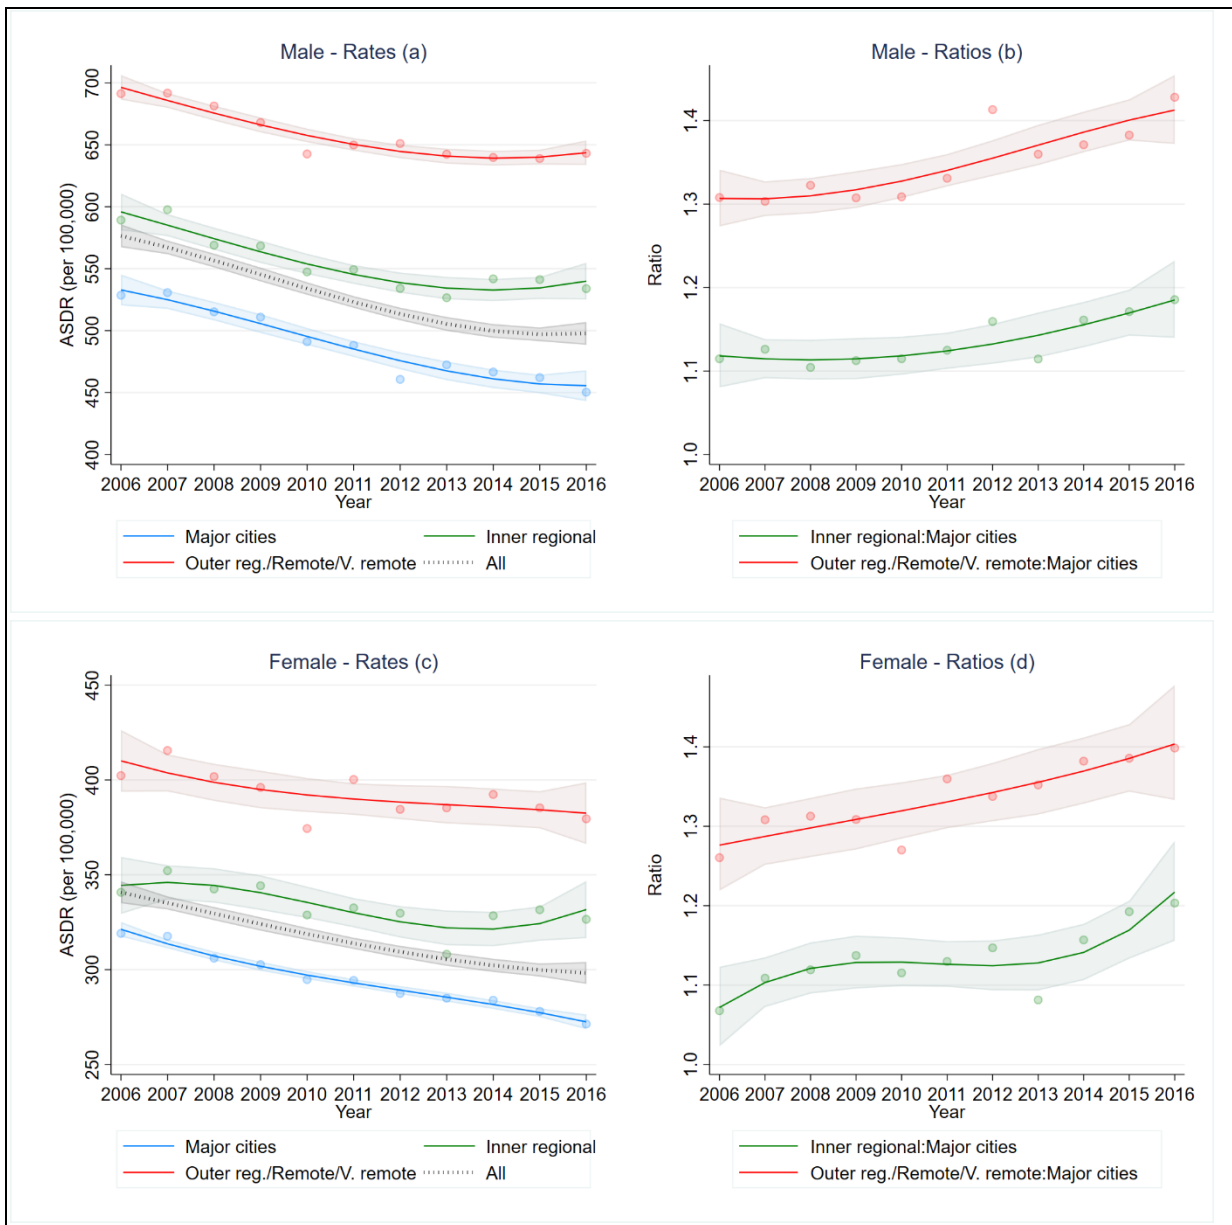 Male - Rates (a)
ASDR (per 100,000)
700
650
600
550
500
450
400
2006 2007 2008 2009 2010 2011 2012 2013 2014 2015 2016
Year
Major cities
Inner regional
Outer reg./Remote/V. remote
All
Male - Ratios (b)
Ratio
1.4
1.3
1.2
1.1
1.0
2006 2007 2008 2009 2010 2011 2012 2013 2014 2015 2016
Year
Inner regional:Major cities
Outer reg./Remote/V. remote:Major cities
Female - Rates (c)
ASDR (per 100,000)
450
400
350
300
250
2006 2007 2008 2009 2010 2011 2012 2013 2014 2015 2016
Year
Major cities
Inner regional
Outer reg./Remote/V. remote
All
Female - Ratios (d)
Ratio
1.4
1.3
1.2
1.1
1.0
2006 2007 2008 2009 2010 2011 2012 2013 2014 2015 2016
Year
Inner regional:Major cities
Outer reg./Remote/V. remote:Major cities